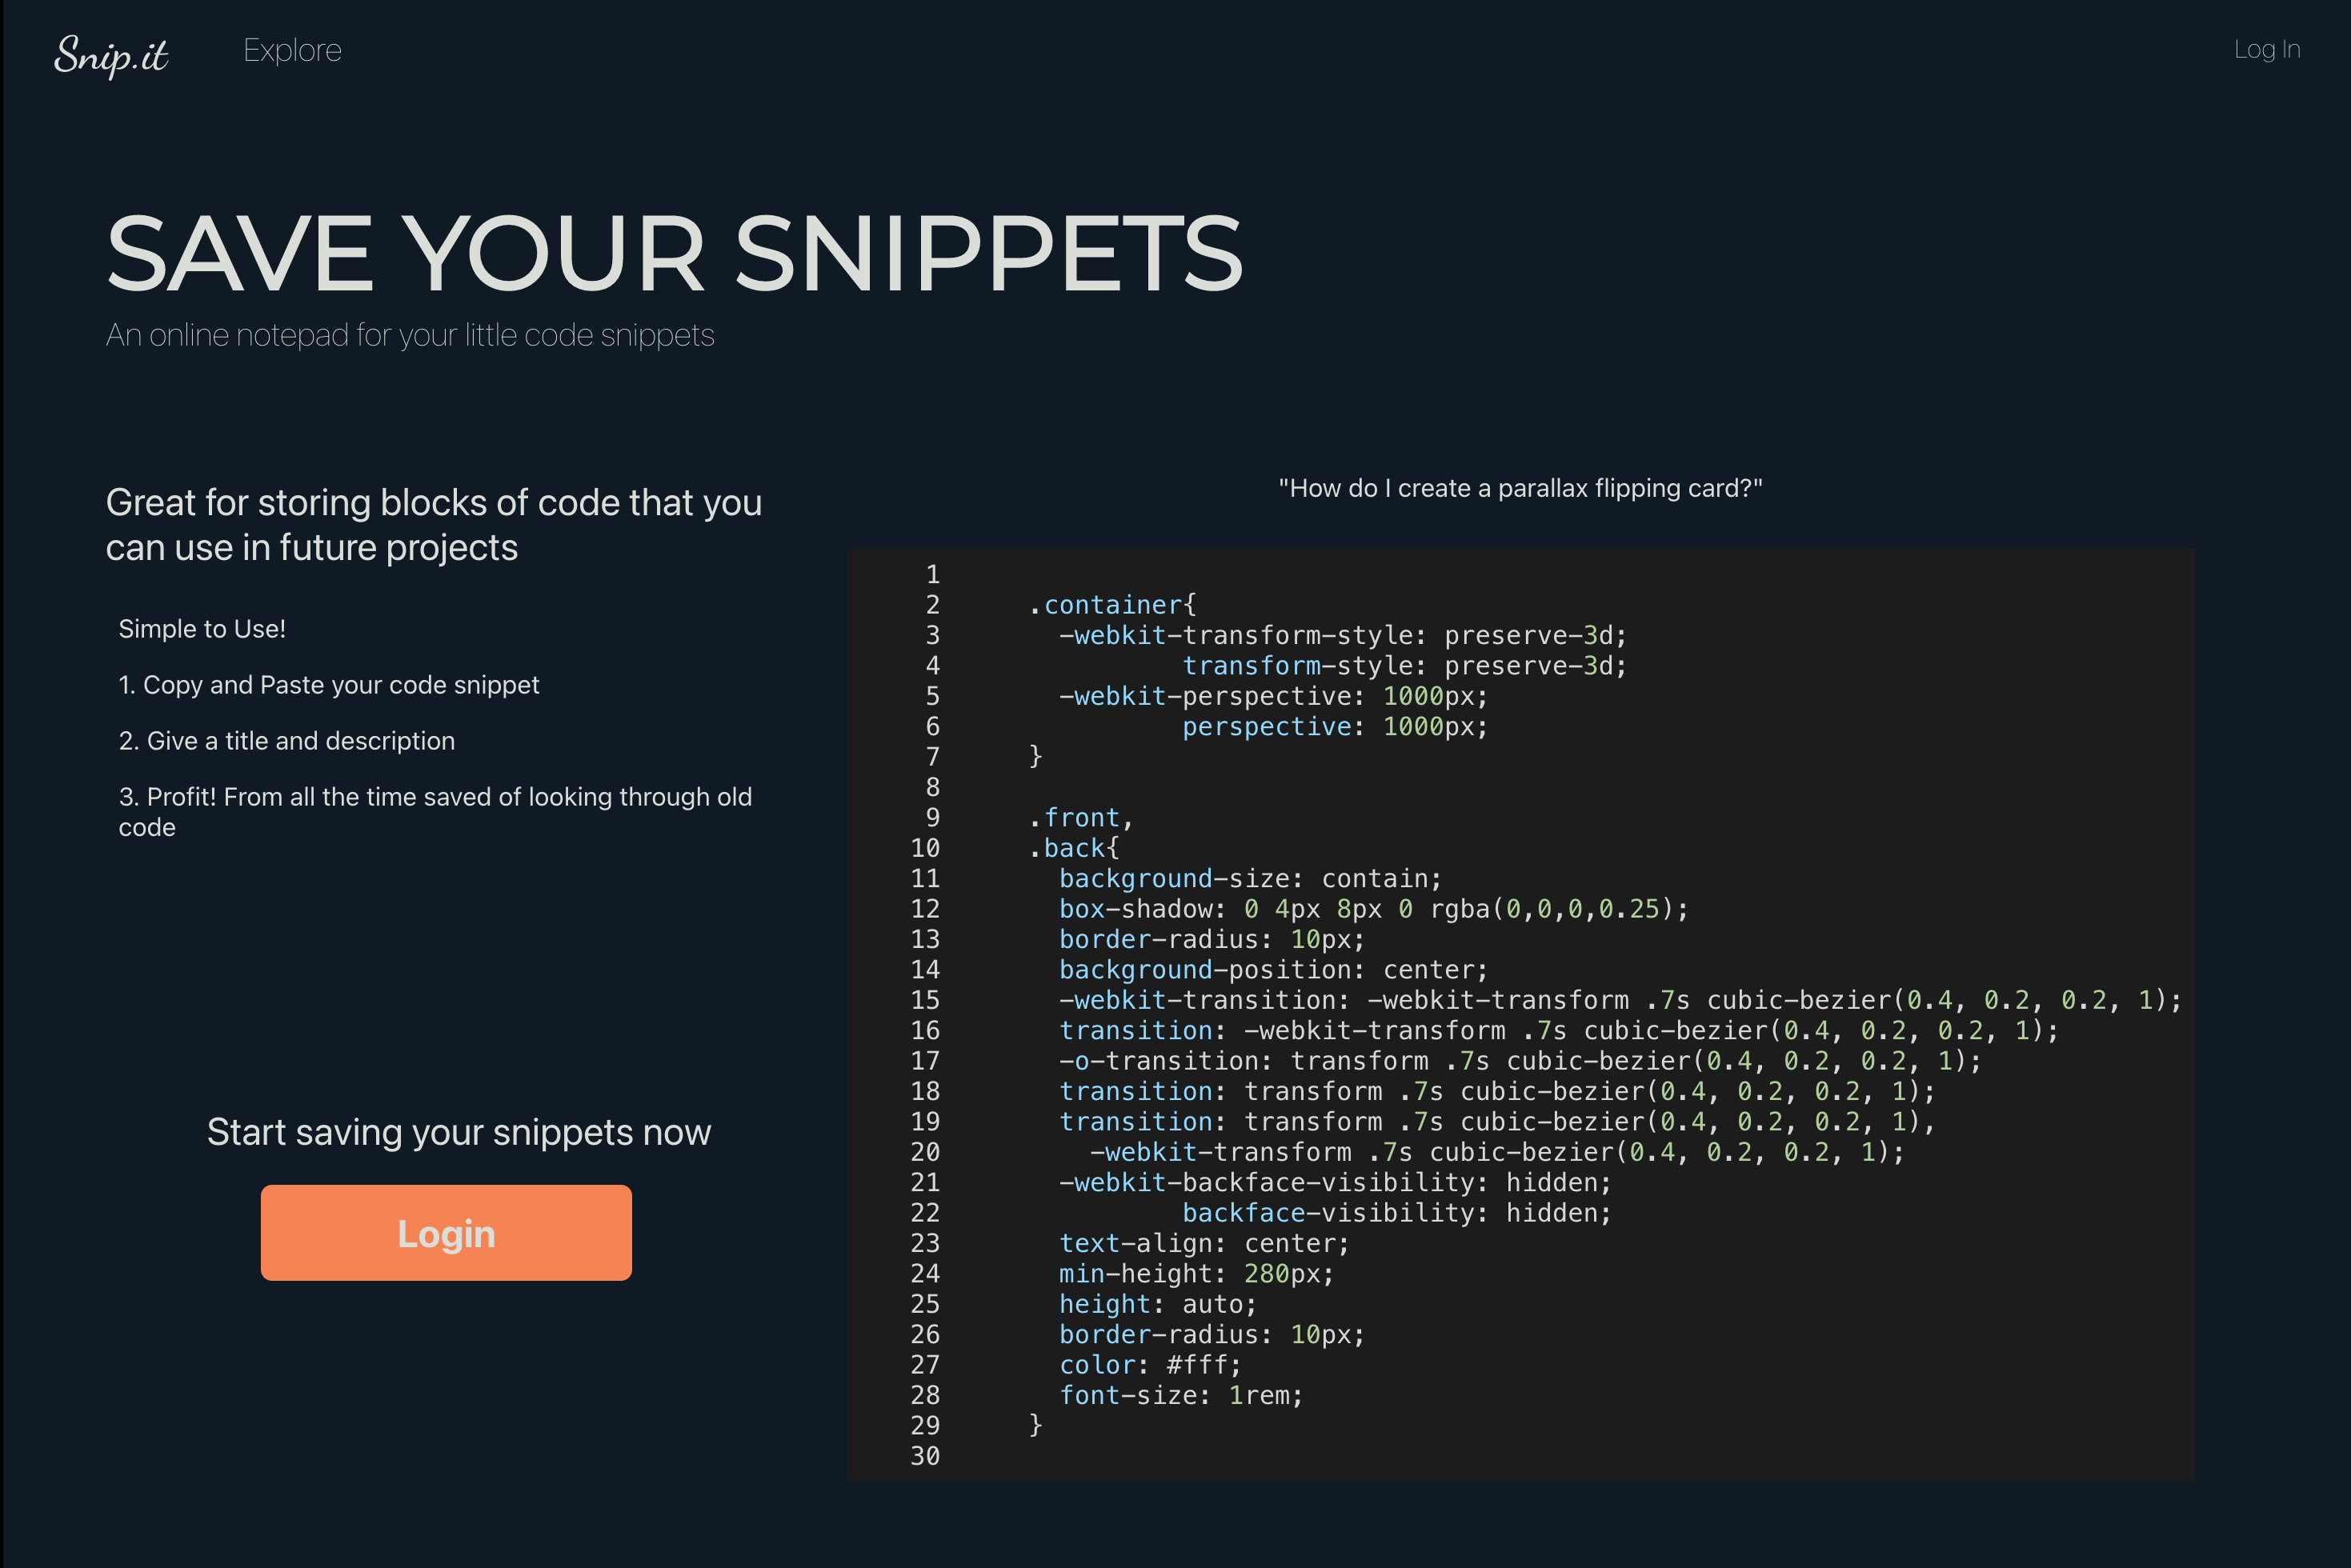 Snip.it Explore Log In
SAVE YOUR SNIPPETS
An online notepad for your little code snippets
Great for storing blocks of code that you
can use in future projects
Simple to Use!
1. Copy and Paste your code snippet
2. Give a title and description
3. Profit! From all the time saved of looking through old
code
Start saving your snippets now
Login
"How do I create a parallax flipping card?"
1
2 .container{
3 -webkit-transform-style: preserve-3d;
4 transform-style: preserve-3d;
5 -webkit-perspective: 1000px;
6 perspective: 1000px;
7 }
8
9 .front,
10 .back{
11 background-size: contain;
12 box-shadow: 0 4px 8px 0 rgba(0,0,0,0.25);
13 border-radius: 10px;
14 background-position: center;
15 -webkit-transition: -webkit-transform .7s cubic-bezier(0.4, 0.2, 0.2, 1);
16 transition: -webkit-transform .7s cubic-bezier(0.4, 0.2, 0.2, 1);
17 -o-transition: transform .7s cubic-bezier(0.4, 0.2, 0.2, 1);
18 transition: transform .7s cubic-bezier(0.4, 0.2, 0.2, 1);
19 transition: transform .7s cubic-bezier(0.4, 0.2, 0.2, 1),
20 -webkit-transform .7s cubic-bezier(0.4, 0.2, 0.2, 1);
21 -webkit-backface-visibility: hidden;
22 backface-visibility: hidden;
23 text-align: center;
24 min-height: 280px;
25 height: auto;
26 border-radius: 10px;
27 color: #fff;
28 font-size: 1rem;
29 }
30